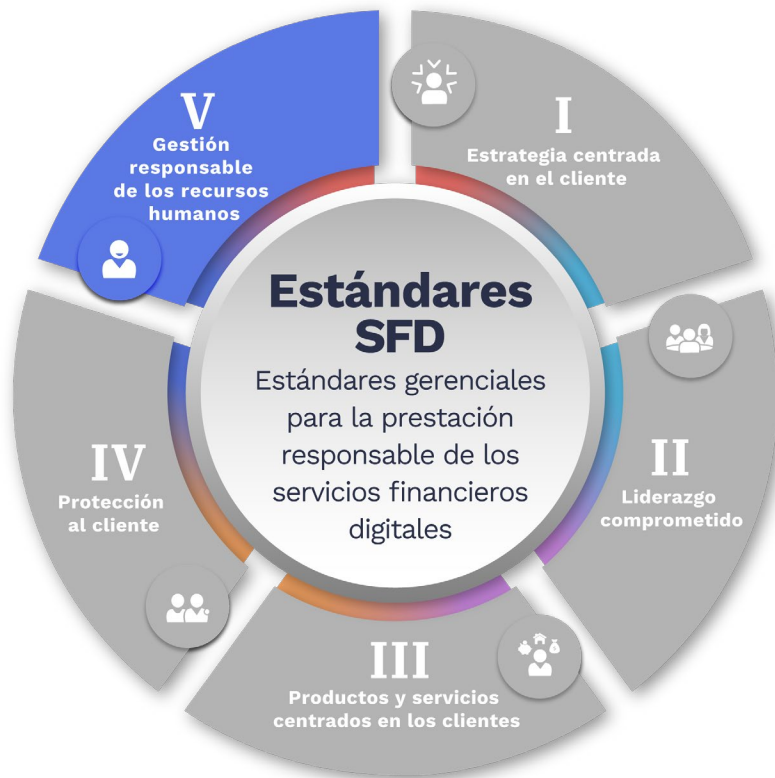 Estándares
SFD
Estándares gerenciales
para la prestación
responsable de los
servicios financieros
digitales
I
Estrategia centrada
en el cliente
II
Liderazgo
comprometido
III
Productos y servicios
centrados en los clientes
IV
Protección
al cliente
V
Gestión
responsable
de los recursos
humanos